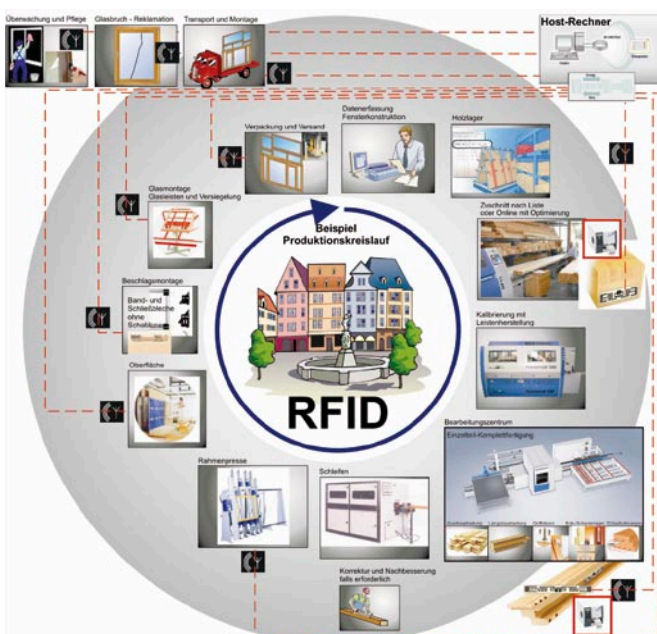 Überwachung und Pflege
Glasbruch - Reklamation
Transport und Montage
Host-Rechner
Verpackung und Versand
Datenerfassung
Fensterkonstruktion
Holzlager
Glasmontage
Glasleisten und Versiegelung
Zuschnitt nach Liste
oder Online mit Optimierung
Beispiel
Produktionskreislauf
Beschlagsmontage
Band- und
Schließbleche
ohne
Schablone
Kalibrierung mit
Leistenherstellung
Oberfläche
RFID
Bearbeitungszentrum
Einzelteil-Komplettfertigung
Rahmenpresse
Schleifen
Korrektur und Nachbesserung
falls erforderlich